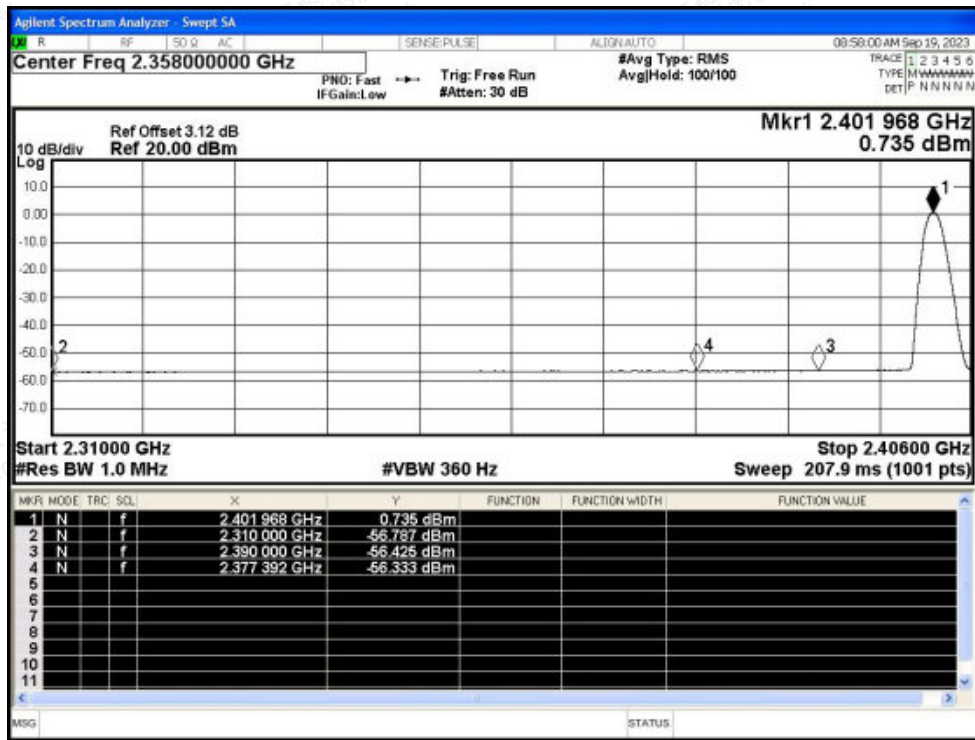 Agilent Spectrum Analyzer - Swept SA
LXI R RF 50 Ω AC SENSE:PULSE ALIGN AUTO 08:58:00 AM Sep 19, 2023
Center Freq 2.358000000 GHz
PNO: Fast
IFGain:Low
Trig: Free Run
#Atten: 30 dB
#Avg Type: RMS
Avg|Hold: 100/100
TRACE 1 2 3 4 5 6
TYPE M WWWWW
DET P N N N N N
Ref Offset 3.12 dB
10 dB/div Ref 20.00 dBm
Log
Mkr1 2.401 968 GHz
0.735 dBm
10.0
0.00
-10.0
-20.0
-30.0
-40.0
-50.0
-60.0
-70.0
1
2
4
3
Start 2.31000 GHz Stop 2.40600 GHz
#Res BW 1.0 MHz #VBW 360 Hz Sweep 207.9 ms (1001 pts)
MKR MODE TRC SCL X Y FUNCTION FUNCTION WIDTH FUNCTION VALUE
1 N f 2.401 968 GHz 0.735 dBm
2 N f 2.310 000 GHz -56.787 dBm
3 N f 2.390 000 GHz -56.425 dBm
4 N f 2.377 392 GHz -56.333 dBm
5
6
7
8
9
10
11
MSG STATUS